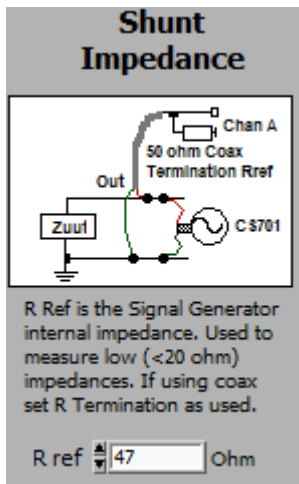 Shunt
Impedance
Chan A
50 ohm Coax
Termination Rref
Out
Zuut
CS701
R Ref is the Signal Generator
internal impedance. Used to
measure low (<20 ohm)
impedances. If using coax
set R Termination as used.
R ref 47 Ohm